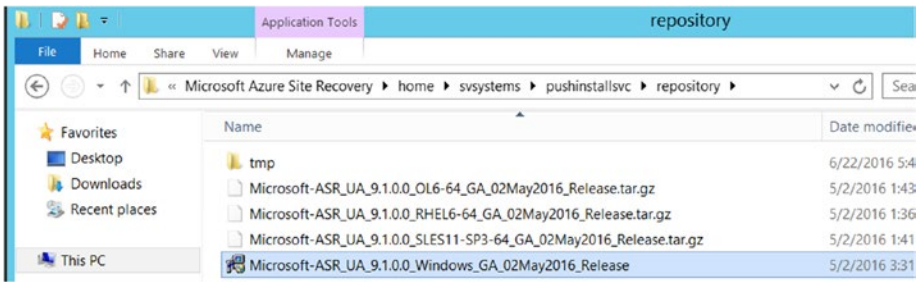 Application Tools
repository
File Home Share View Manage
« Microsoft Azure Site Recovery home svsystems pushinstallsvc repository
Favorites
Desktop
Downloads
Recent places
This PC
Name Date
tmp 6/22/2016
Microsoft-ASR_UA_9.1.0.0_OL6-64_GA_02May2016_Release.tar.gz 5/2/2016 1:43
Microsoft-ASR_UA_9.1.0.0_RHEL6-64_GA_02May2016_Release.tar.gz 5/2/2016 1:36
Microsoft-ASR_UA_9.1.0.0_SLES11-SP3-64_GA_02May2016_Release.tar.gz 5/2/2016 1:41
Microsoft-ASR_UA_9.1.0.0_Windows_GA_02May2016_Release 5/2/2016 3:31